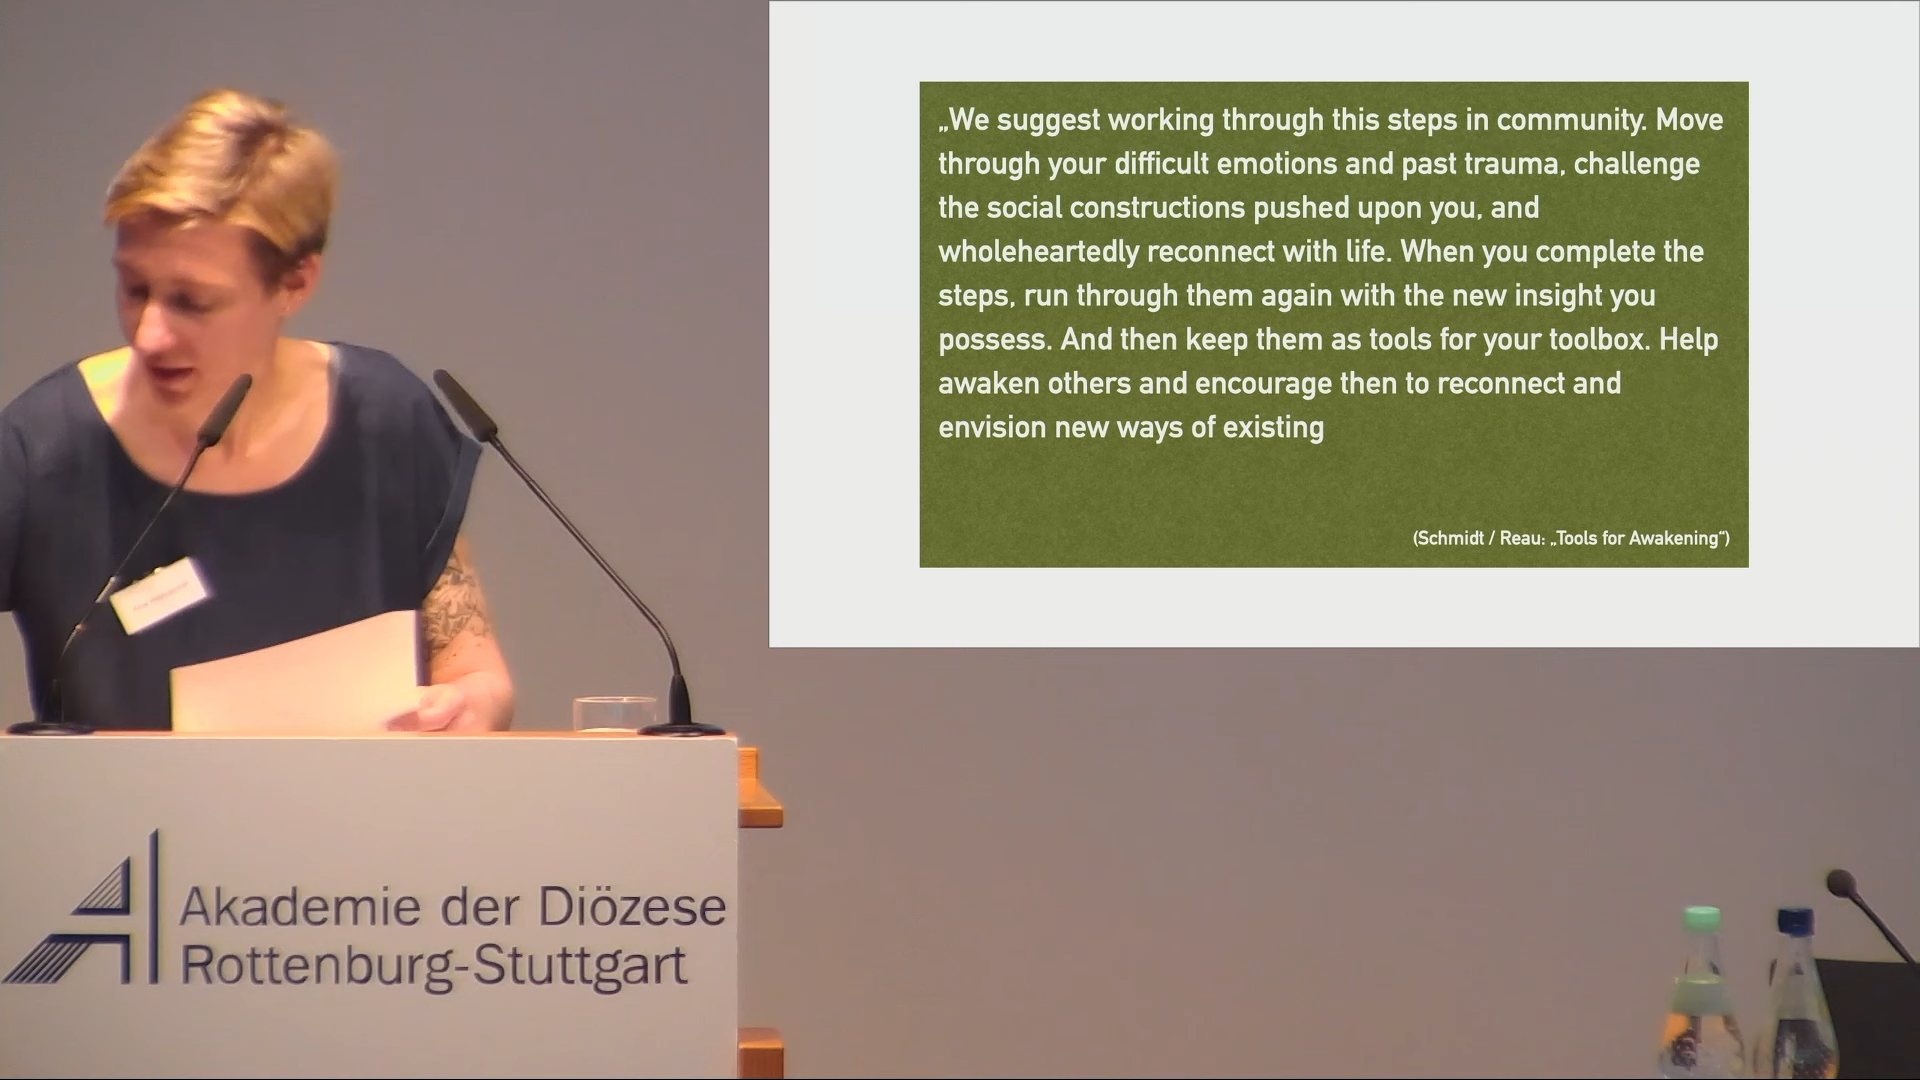 „We suggest working through this steps in community. Move
through your difficult emotions and past trauma, challenge
the social constructions pushed upon you, and
wholeheartedly reconnect with life. When you complete the
steps, run through them again with the new insight you
possess. And then keep them as tools for your toolbox. Help
awaken others and encourage then to reconnect and
envision new ways of existing
(Schmidt / Reau: „Tools for Awakening“)
Akademie der Diözese
Rottenburg-Stuttgart